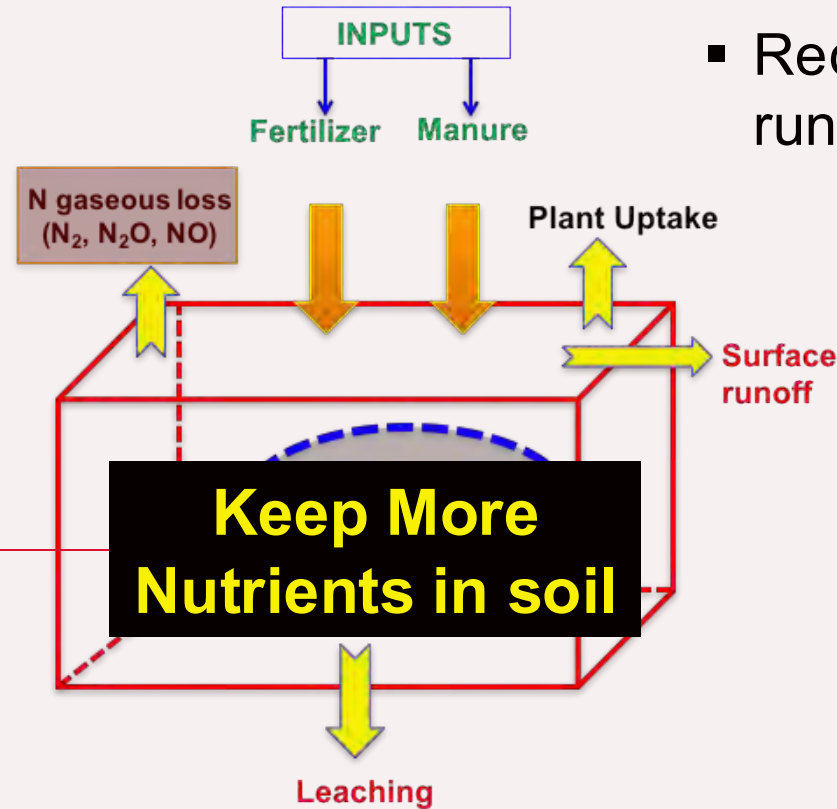 INPUTS
Fertilizer Manure
N gaseous loss
(N₂, N₂O, NO)
Plant Uptake
Surface
runoff
Keep More
Nutrients in soil
Leaching